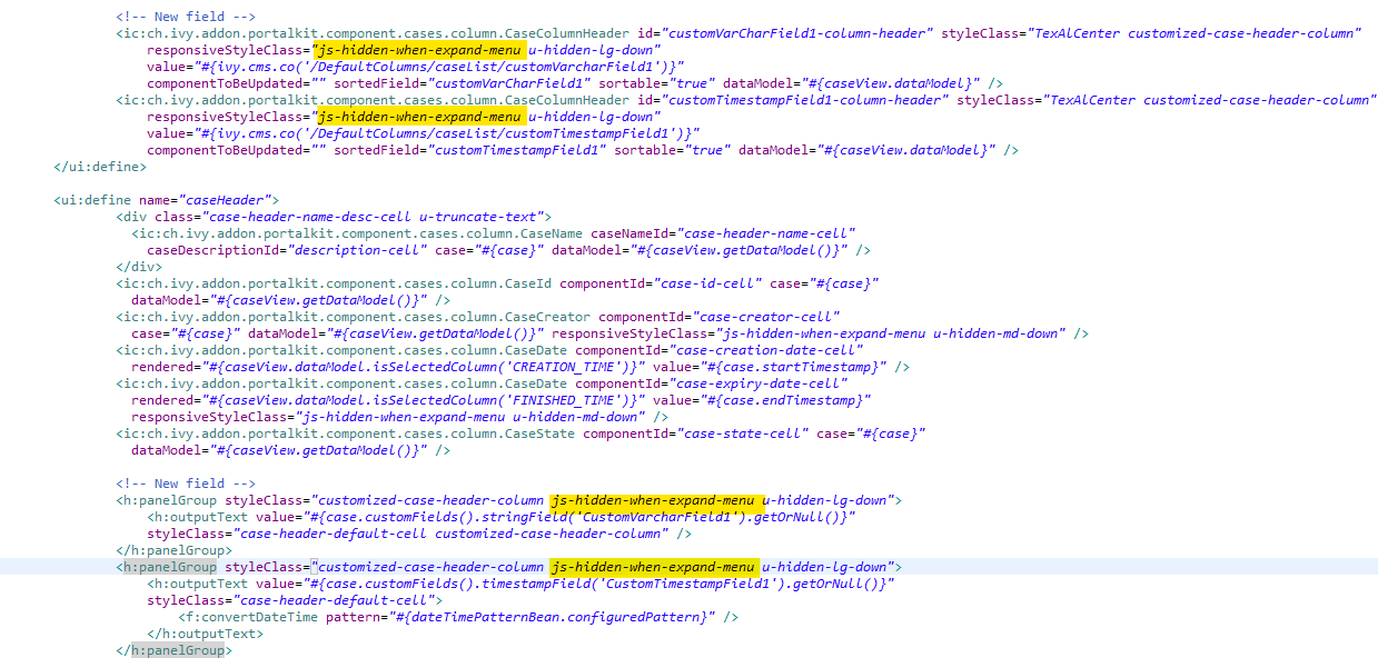 <!-- New field -->
<ic:ch.ivy.addon.portalkit.component.cases.column.CaseColumnHeader id="customVarCharField1-column-header" styleClass="TexAlCenter customized-case-header-column"
responsiveStyleClass="js-hidden-when-expand-menu u-hidden-lg-down"
value="#{ivy.cms.co('/DefaultColumns/caseList/customVarcharField1')}"
componentToBeUpdated="" sortedField="customVarCharField1" sortable="true" dataModel="#{caseView.dataModel}" />
<ic:ch.ivy.addon.portalkit.component.cases.column.CaseColumnHeader id="customTimestampField1-column-header" styleClass="TexAlCenter customized-case-header-column"
responsiveStyleClass="js-hidden-when-expand-menu u-hidden-lg-down"
value="#{ivy.cms.co('/DefaultColumns/caseList/customTimestampField1')}"
componentToBeUpdated="" sortedField="customTimestampField1" sortable="true" dataModel="#{caseView.dataModel}" />
</ui:define>
<ui:define name="caseHeader">
<div class="case-header-name-desc-cell u-truncate-text">
<ic:ch.ivy.addon.portalkit.component.cases.column.CaseName caseNameId="case-header-name-cell"
caseDescriptionId="description-cell" case="#{case}" dataModel="#{caseView.getDataModel()}" />
</div>
<ic:ch.ivy.addon.portalkit.component.cases.column.CaseId componentId="case-id-cell" case="#{case}"
dataModel="#{caseView.getDataModel()}" />
<ic:ch.ivy.addon.portalkit.component.cases.column.CaseCreator componentId="case-creator-cell"
case="#{case}" dataModel="#{caseView.getDataModel()}" responsiveStyleClass="js-hidden-when-expand-menu u-hidden-md-down" />
<ic:ch.ivy.addon.portalkit.component.cases.column.CaseDate componentId="case-creation-date-cell"
rendered="#{caseView.dataModel.isSelectedColumn('CREATION_TIME')}" value="#{case.startTimestamp}" />
<ic:ch.ivy.addon.portalkit.component.cases.column.CaseDate componentId="case-expiry-date-cell"
rendered="#{caseView.dataModel.isSelectedColumn('FINISHED_TIME')}" value="#{case.endTimestamp}"
responsiveStyleClass="js-hidden-when-expand-menu u-hidden-md-down" />
<ic:ch.ivy.addon.portalkit.component.cases.column.CaseState componentId="case-state-cell" case="#{case}"
dataModel="#{caseView.getDataModel()}" />
<!-- New field -->
<h:panelGroup styleClass="customized-case-header-column js-hidden-when-expand-menu u-hidden-lg-down">
<h:outputText value="#{case.customFields().stringField('CustomVarcharField1').getOrNull()}"
styleClass="case-header-default-cell customized-case-header-column" />
</h:panelGroup>
<h:panelGroup styleClass="customized-case-header-column js-hidden-when-expand-menu u-hidden-lg-down">
<h:outputText value="#{case.customFields().timestampField('CustomTimestampField1').getOrNull()}"
styleClass="case-header-default-cell">
<f:convertDateTime pattern="#{dateTimePatternBean.configuredPattern}" />
</h:outputText>
</h:panelGroup>